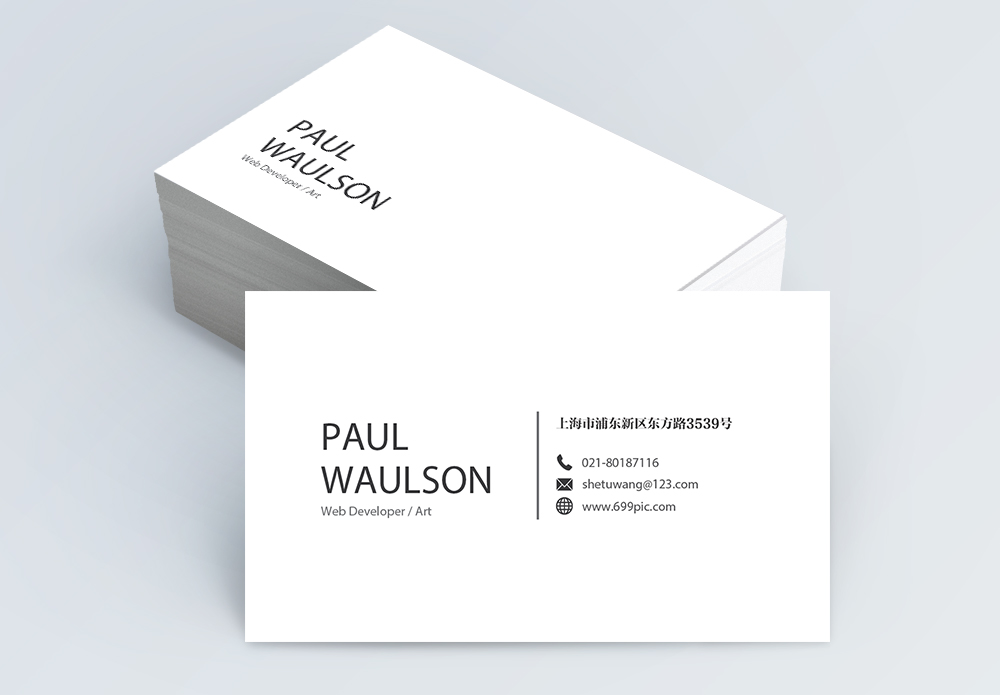 PAUL
WAULSON
Web Developer / Art
PAUL
WAULSON
Web Developer / Art
上海市浦东新区东方路3539号
021-80187116
shetuwang@123.com
www.699pic.com